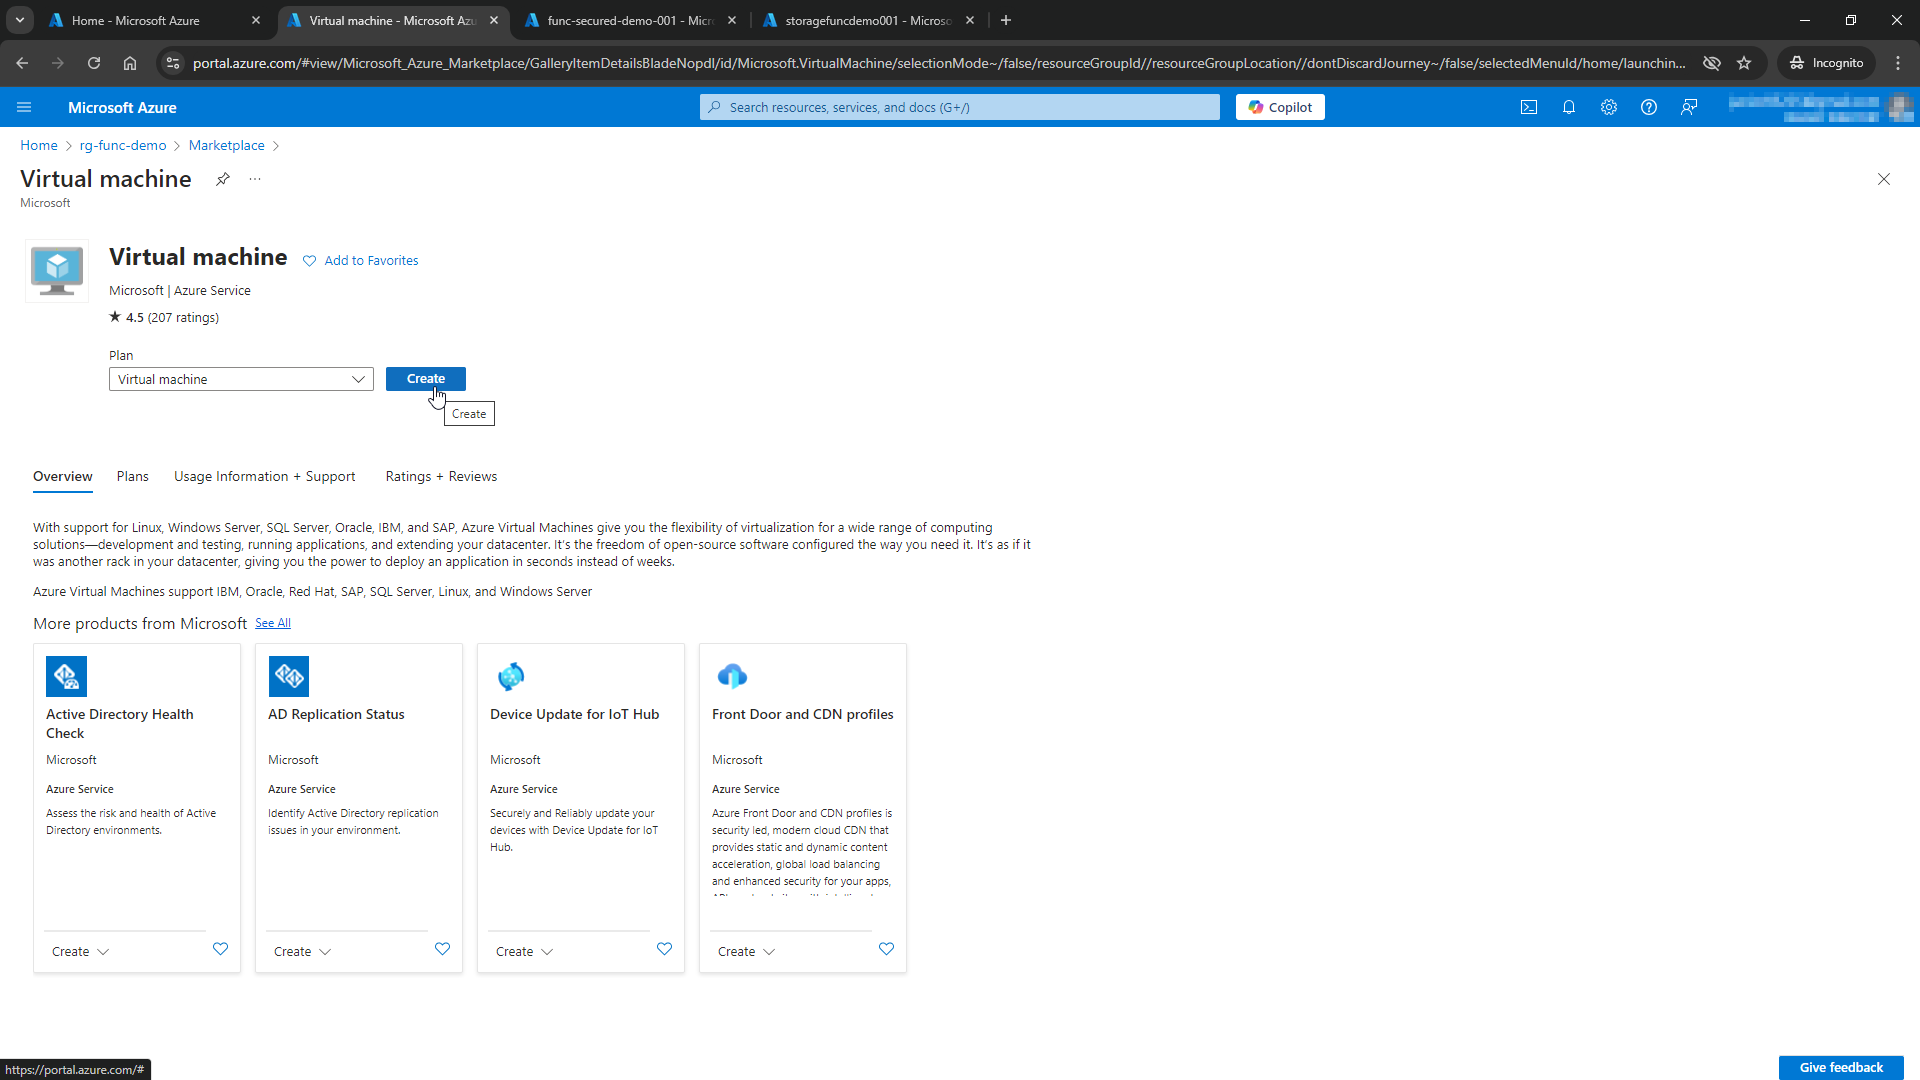 Home - Microsoft Azure
Virtual machine - Microsoft Azu
func-secured-demo-001 - Micr
storagefuncdemo001 - Microso
portal.azure.com/#view/Microsoft_Azure_Marketplace/GalleryItemDetailsBladeNopdl/id/Microsoft.VirtualMachine/selectionMode~/false/resourceGroupId//resourceGroupLocation//dontDiscardJourney~/false/selectedMenuId/home/launchin...
Incognito
Microsoft Azure
Search resources, services, and docs (G+/)
Copilot
Home > rg-func-demo > Marketplace >
Virtual machine
...
Microsoft
Virtual machine
Add to Favorites
Microsoft | Azure Service
★ 4.5 (207 ratings)
Plan
Virtual machine
Create
Create
Overview
Plans
Usage Information + Support
Ratings + Reviews
With support for Linux, Windows Server, SQL Server, Oracle, IBM, and SAP, Azure Virtual Machines give you the flexibility of virtualization for a wide range of computing
solutions—development and testing, running applications, and extending your datacenter. It's the freedom of open-source software configured the way you need it. It's as if it
was another rack in your datacenter, giving you the power to deploy an application in seconds instead of weeks.
Azure Virtual Machines support IBM, Oracle, Red Hat, SAP, SQL Server, Linux, and Windows Server
More products from Microsoft See All
Active Directory Health
Check
Microsoft
Azure Service
Assess the risk and health of Active
Directory environments.
Create
AD Replication Status
Microsoft
Azure Service
Identify Active Directory replication
issues in your environment.
Create
Device Update for IoT Hub
Microsoft
Azure Service
Securely and Reliably update your
devices with Device Update for IoT
Hub.
Create
Front Door and CDN profiles
Microsoft
Azure Service
Azure Front Door and CDN profiles is
security led, modern cloud CDN that
provides static and dynamic content
acceleration, global load balancing
and enhanced security for your apps,
Create
https://portal.azure.com/#
Give feedback